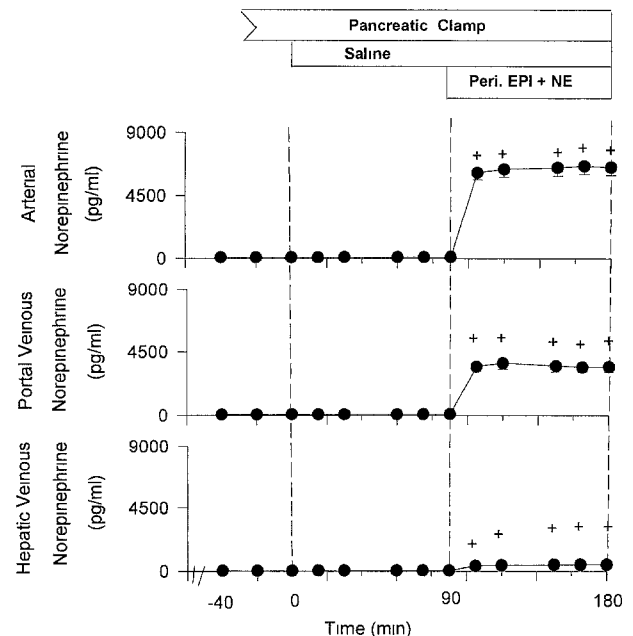 Pancreatic Clamp
Saline
Peri. EPI + NE
Arterial
Norepinephrine
(pg/ml)
9000
4500
0
Portal Veinous
Norepinephrine
(pg/ml)
9000
4500
0
Hepatic Veinous
Norepinephrine
(pg/ml)
9000
4500
0
-40 0 90 180
Time (min)